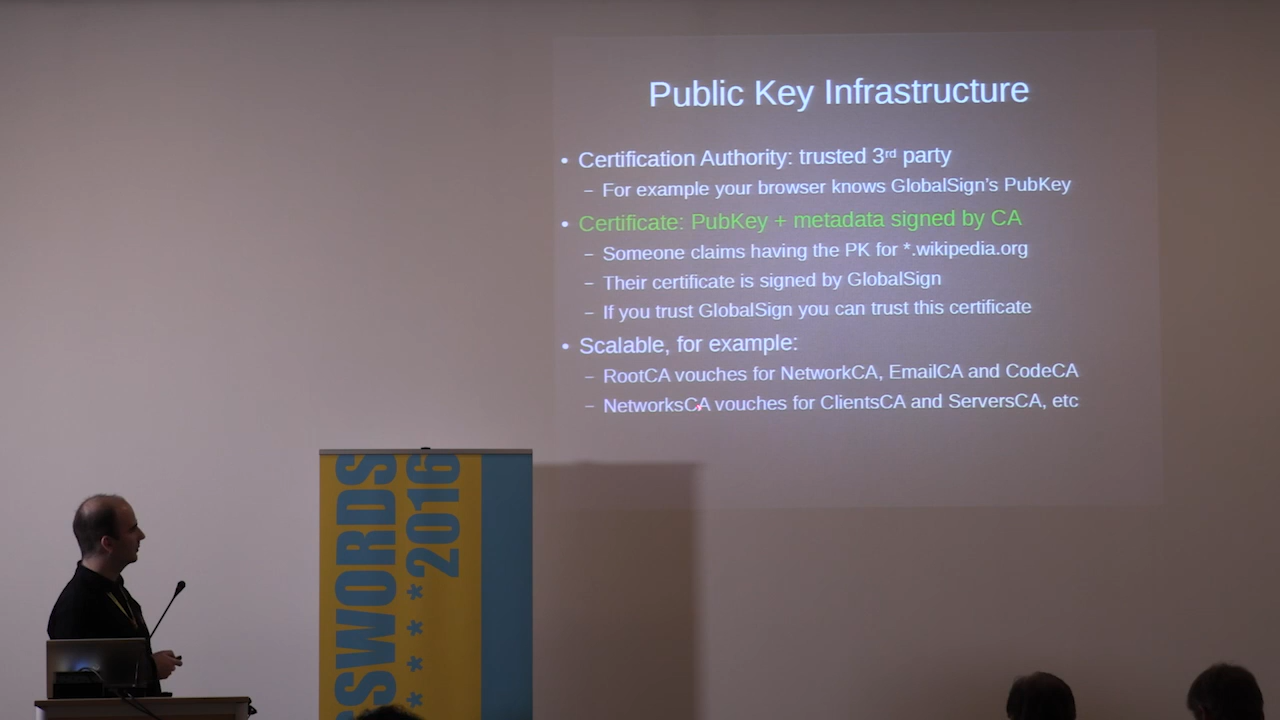 Public Key Infrastructure
• Certification Authority: trusted 3rd party
– For example your browser knows GlobalSign's PubKey
• Certificate: PubKey + metadata signed by CA
– Someone claims having the PK for *.wikipedia.org
– Their certificate is signed by GlobalSign
– If you trust GlobalSign you can trust this certificate
• Scalable, for example:
– RootCA vouches for NetworkCA, EmailCA and CodeCA
– NetworksCA vouches for ClientsCA and ServersCA, etc
SSWORDS
* * * * 2016